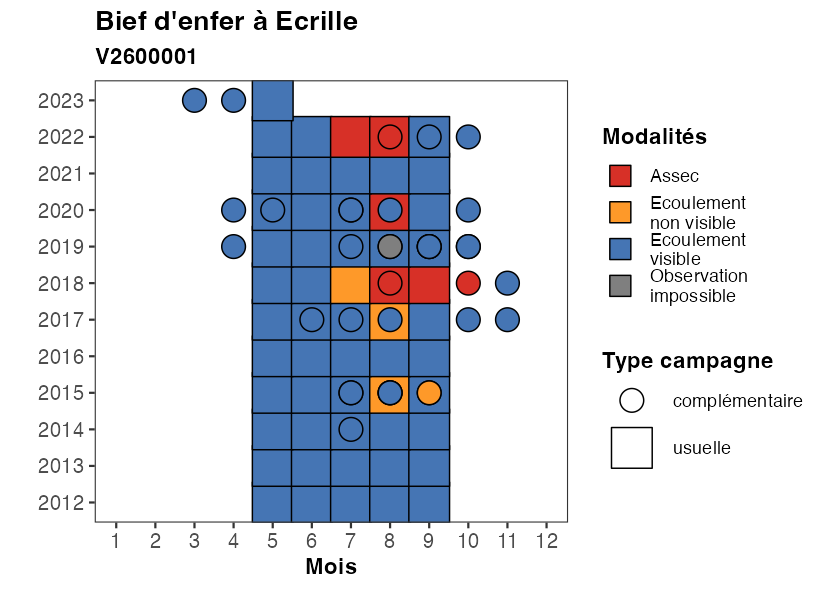 Bief d'enfer à Ecrille
V2600001
2023
2022
2021
2020
2019
2018
2017
2016
2015
2014
2013
2012
1 2 3 4 5 6 7 8 9 10 11 12
Mois
Modalités
Assec
Ecoulement
non visible
Ecoulement
visible
Observation
impossible
Type campagne
complémentaire
usuelle